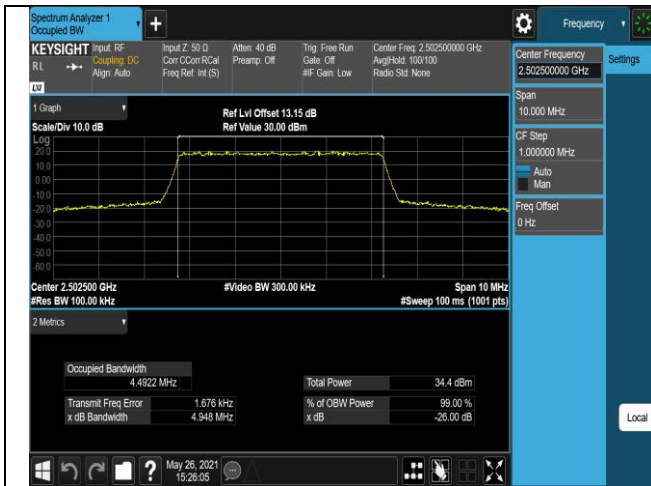 Spectrum Analyzer 1
Occupied BW
Frequency
KEYSIGHT
RL
LXI
Input: RF
Coupling: DC
Align: Auto
Input Z: 50 Ω
Corr CCorr RCal
Freq Ref: Int (S)
Atten: 40 dB
Preamp: Off
Trig: Free Run
Gate: Off
#IF Gain: Low
Center Freq: 2.502500000 GHz
Avg|Hold: 100/100
Radio Std: None
Center Frequency
2.502500000 GHz
Settings
Span
10.000 MHz
CF Step
1.000000 MHz
Auto
Man
Freq Offset
0 Hz
Local
1 Graph
Scale/Div 10.0 dB
Ref Lvl Offset 13.15 dB
Ref Value 30.00 dBm
Log
20.0
10.0
0.00
-10.0
-20.0
-30.0
-40.0
-50.0
-60.0
Center 2.502500 GHz
#Res BW 100.00 kHz
#Video BW 300.00 kHz
Span 10 MHz
#Sweep 100 ms (1001 pts)
2 Metrics
Occupied Bandwidth
4.4922 MHz
Total Power 34.4 dBm
Transmit Freq Error 1.676 kHz
% of OBW Power 99.00 %
x dB Bandwidth 4.948 MHz
x dB -26.00 dB
?
May 26, 2021
15:26:05